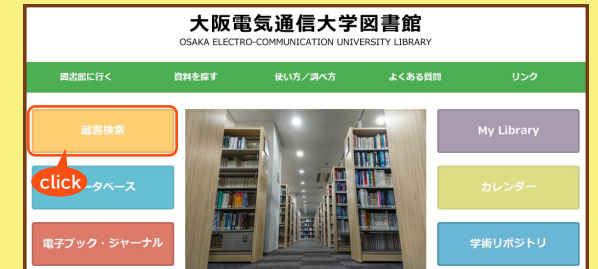 大阪電気通信大学図書館
OSAKA ELECTRO-COMMUNICATION UNIVERSITY LIBRARY
図書館に行く 資料を探す 使い方／調べ方 よくある質問 リンク
蔵書検索
My Library
click
タベース
カレンダー
電子ブック・ジャーナル
学術リポジトリ